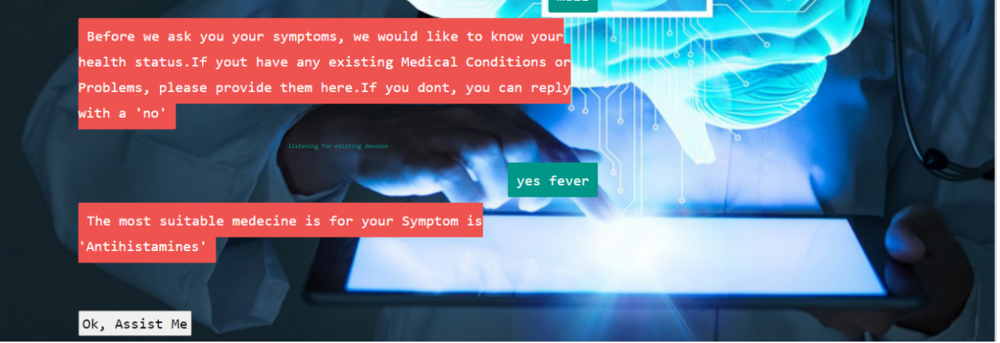 Before we ask you your symptoms, we would like to know your
health status.If yout have any existing Medical Conditions or
Problems, please provide them here.If you dont, you can reply
with a 'no'
listening for existing deasese
yes fever
The most suitable medecine is for your Symptom is
'Antihistamines'
Ok, Assist Me